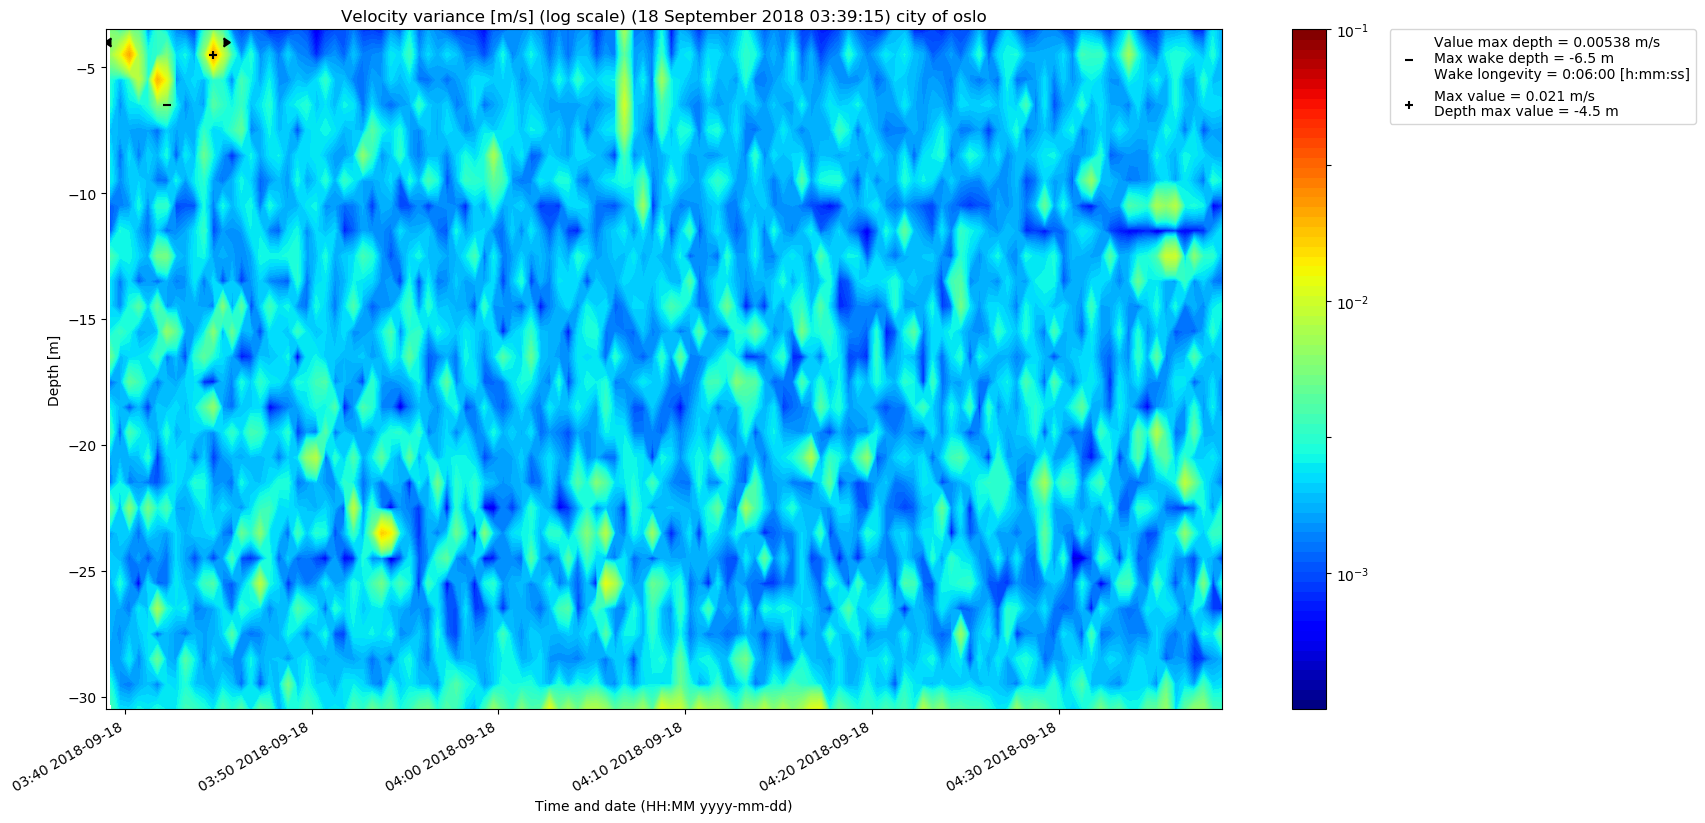 Velocity variance [m/s] (log scale) (18 September 2018 03:39:15) city of oslo
Value max depth = 0.00538 m/s
Max wake depth = -6.5 m
Wake longevity = 0:06:00 [h:mm:ss]
Max value = 0.021 m/s
Depth max value = -4.5 m
10⁻¹
10⁻²
10⁻³
Depth [m]
−5
−10
−15
−20
−25
−30
03:40 2018-09-18
03:50 2018-09-18
04:00 2018-09-18
04:10 2018-09-18
04:20 2018-09-18
04:30 2018-09-18
Time and date (HH:MM yyyy-mm-dd)